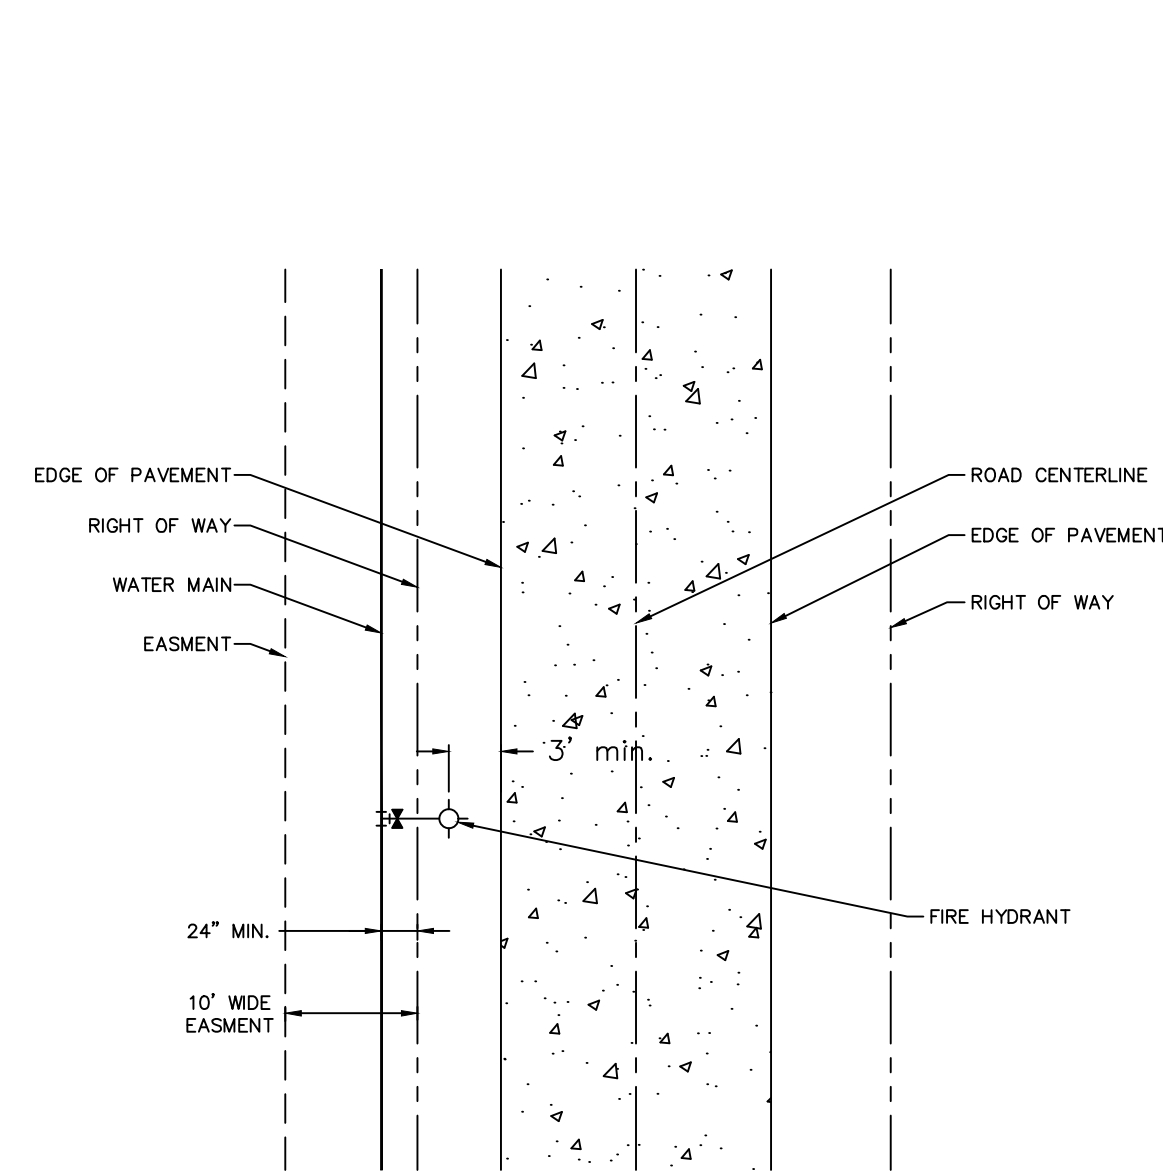 EDGE OF PAVEMENT
RIGHT OF WAY
WATER MAIN
EASMENT
ROAD CENTERLINE
EDGE OF PAVEMENT
RIGHT OF WAY
3' min.
FIRE HYDRANT
24" MIN.
10' WIDE
EASMENT